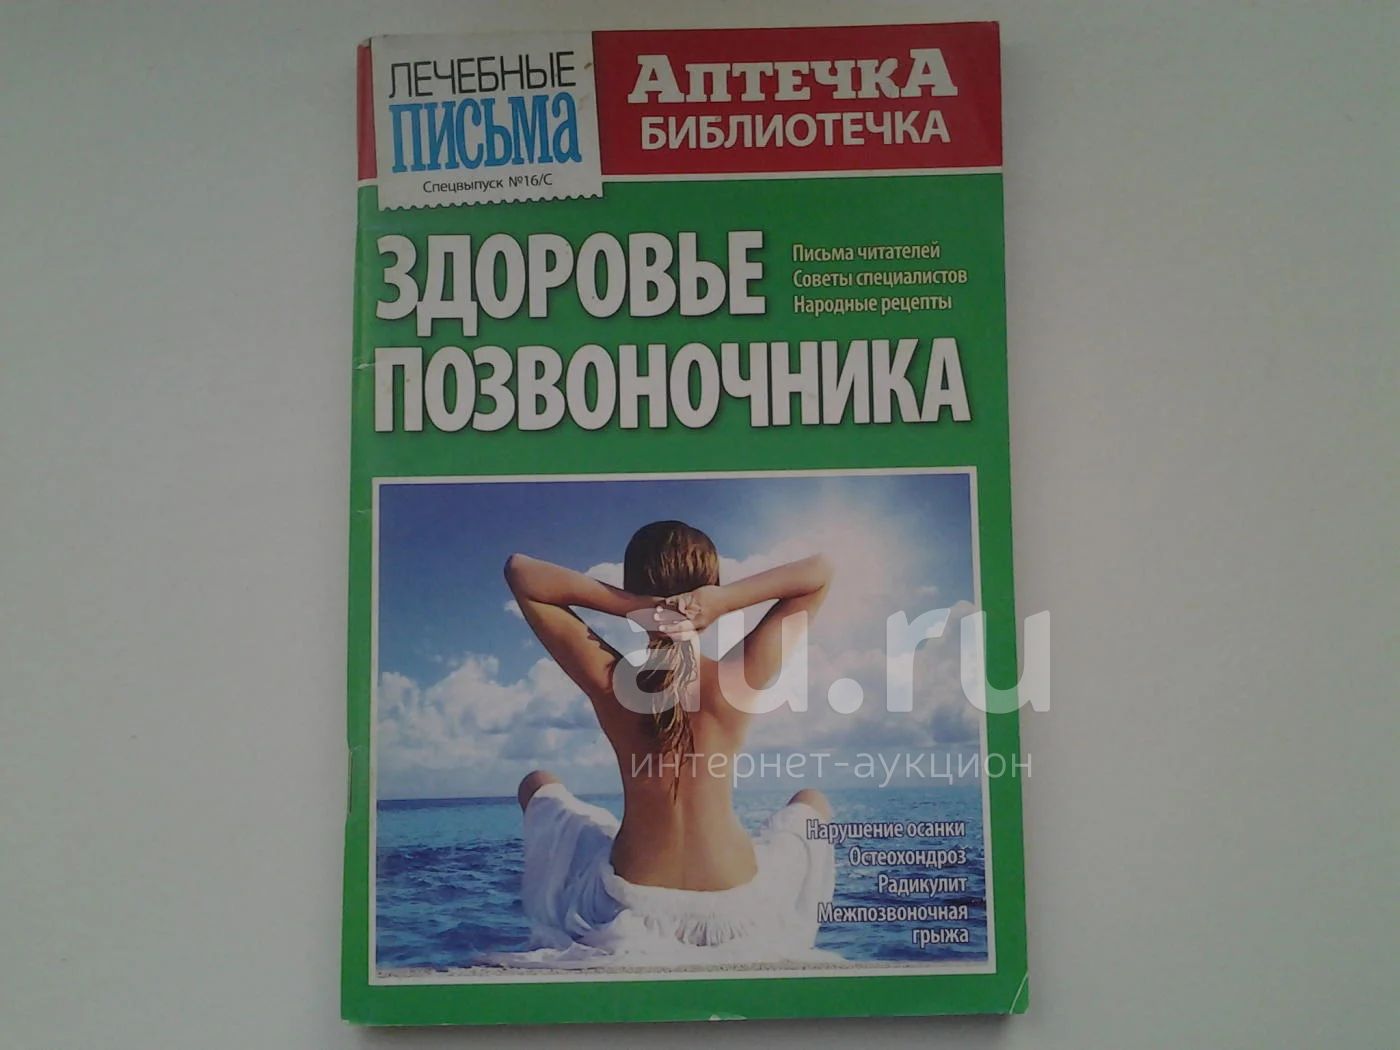 ЛЕЧЕБНЫЕ
ПИСЬМА
Спецвыпуск №16/С
АПТЕЧКА
БИБЛИОТЕЧКА
ЗДОРОВЬЕ
ПОЗВОНОЧНИКА
Письма читателей
Советы специалистов
Народные рецепты
au.ru
интернет-аукцион
Нарушение осанки
Остеохондроз
Радикулит
Межпозвоночная
грыжа